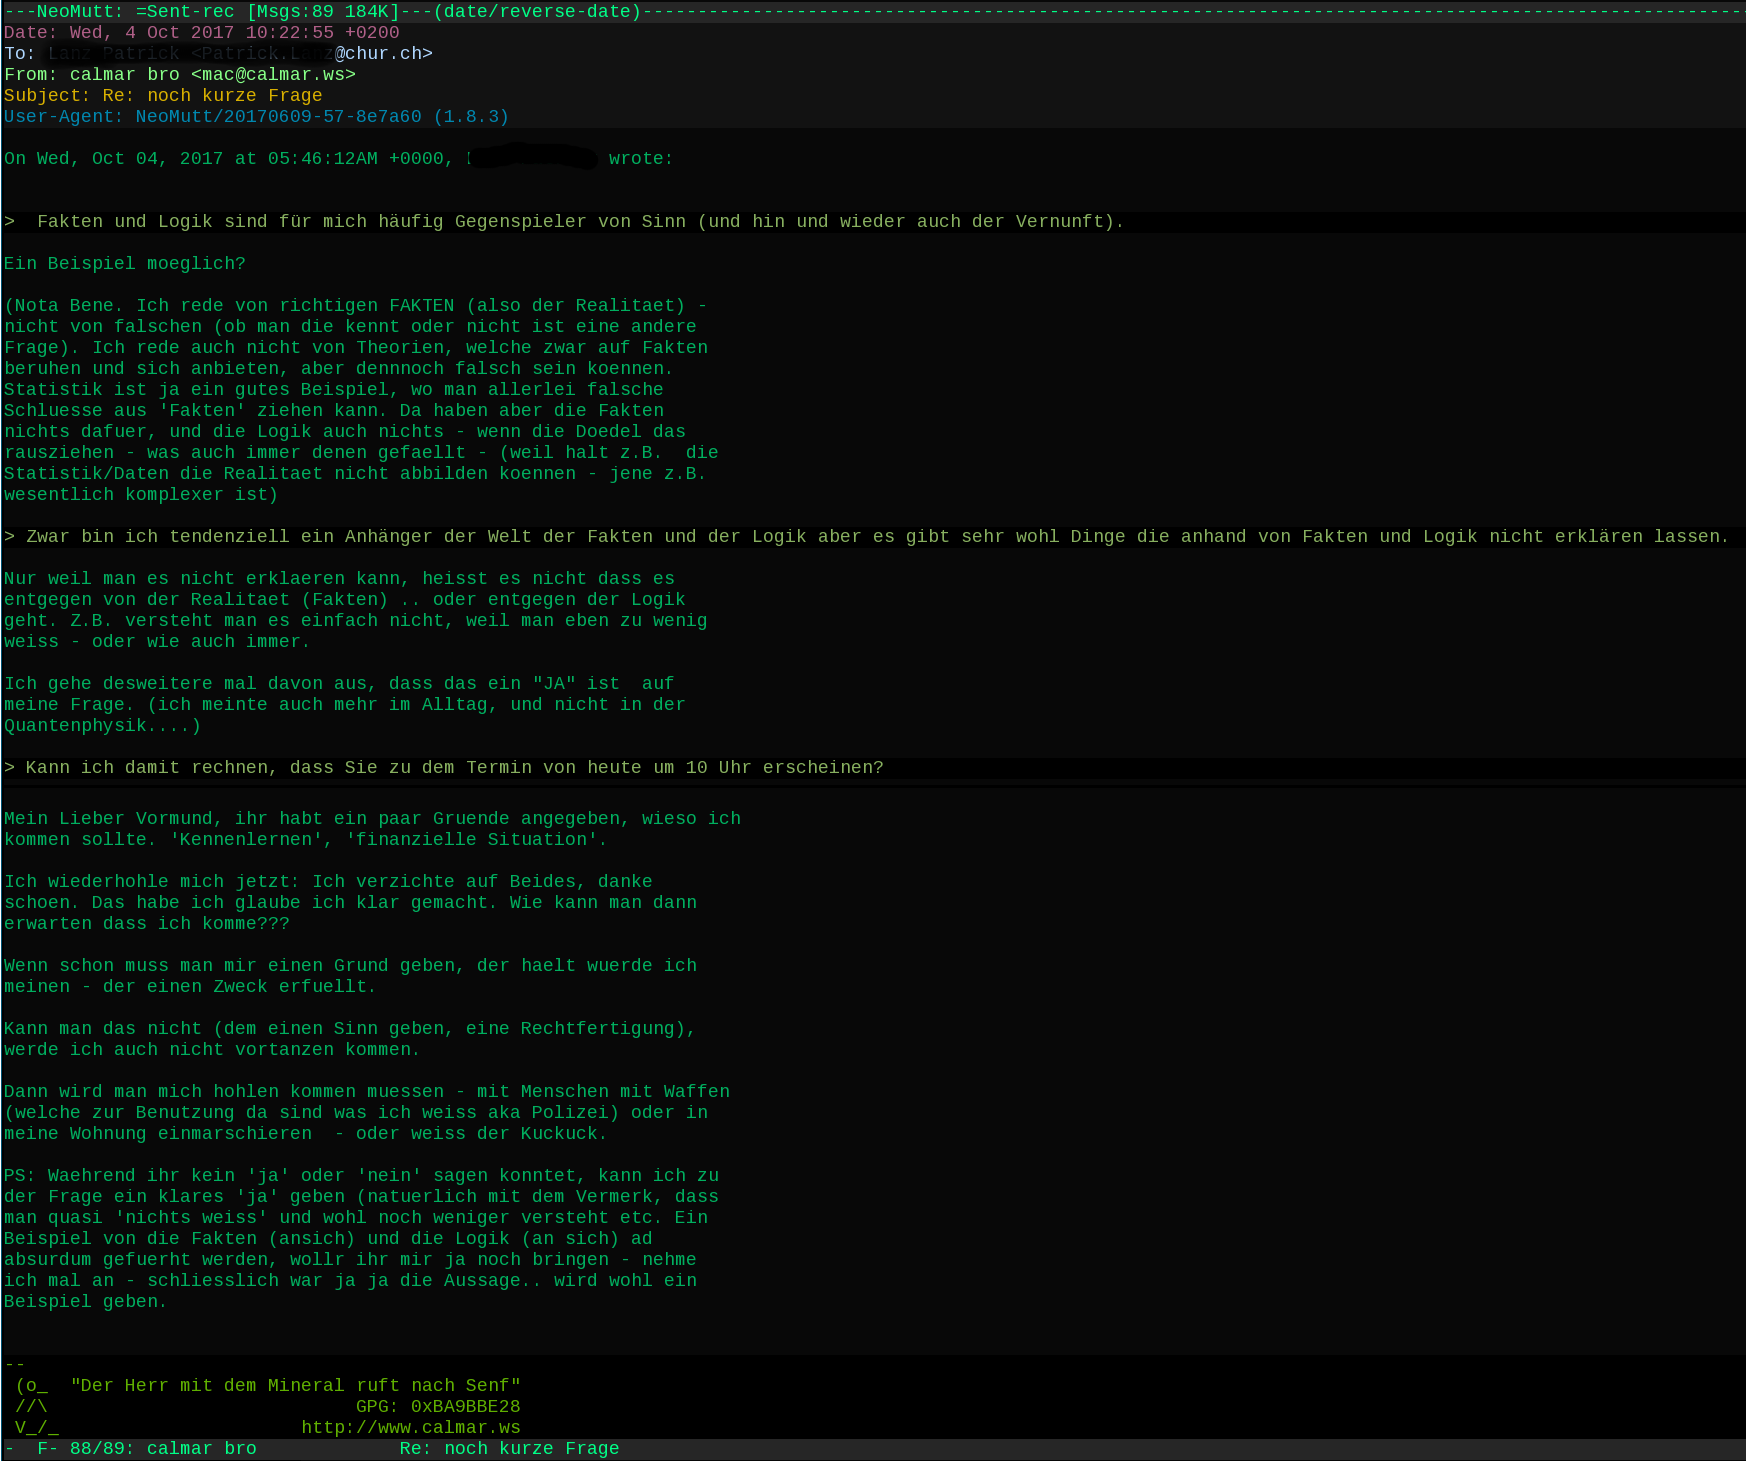 ---NeoMutt: =Sent-rec [Msgs:89 184K]---(date/reverse-date)----------------------------------------------------------------------------------------------------
Date: Wed, 4 Oct 2017 10:22:55 +0200
To: @chur.ch>
From: calmar bro <mac@calmar.ws>
Subject: Re: noch kurze Frage
User-Agent: NeoMutt/20170609-57-8e7a60 (1.8.3)
On Wed, Oct 04, 2017 at 05:46:12AM +0000, wrote:
>  Fakten und Logik sind für mich häufig Gegenspieler von Sinn (und hin und wieder auch der Vernunft).
Ein Beispiel moeglich?
(Nota Bene. Ich rede von richtigen FAKTEN (also der Realitaet) -
nicht von falschen (ob man die kennt oder nicht ist eine andere
Frage). Ich rede auch nicht von Theorien, welche zwar auf Fakten
beruhen und sich anbieten, aber dennnoch falsch sein koennen.
Statistik ist ja ein gutes Beispiel, wo man allerlei falsche
Schluesse aus 'Fakten' ziehen kann. Da haben aber die Fakten
nichts dafuer, und die Logik auch nichts - wenn die Doedel das
rausziehen - was auch immer denen gefaellt - (weil halt z.B.  die
Statistik/Daten die Realitaet nicht abbilden koennen - jene z.B.
wesentlich komplexer ist)
> Zwar bin ich tendenziell ein Anhänger der Welt der Fakten und der Logik aber es gibt sehr wohl Dinge die anhand von Fakten und Logik nicht erklären lassen.
Nur weil man es nicht erklaeren kann, heisst es nicht dass es
entgegen von der Realitaet (Fakten) .. oder entgegen der Logik
geht. Z.B. versteht man es einfach nicht, weil man eben zu wenig
weiss - oder wie auch immer.
Ich gehe desweitere mal davon aus, dass das ein "JA" ist  auf
meine Frage. (ich meinte auch mehr im Alltag, und nicht in der
Quantenphysik....)
> Kann ich damit rechnen, dass Sie zu dem Termin von heute um 10 Uhr erscheinen?
Mein Lieber Vormund, ihr habt ein paar Gruende angegeben, wieso ich
kommen sollte. 'Kennenlernen', 'finanzielle Situation'.
Ich wiederhohle mich jetzt: Ich verzichte auf Beides, danke
schoen. Das habe ich glaube ich klar gemacht. Wie kann man dann
erwarten dass ich komme???
Wenn schon muss man mir einen Grund geben, der haelt wuerde ich
meinen - der einen Zweck erfuellt.
Kann man das nicht (dem einen Sinn geben, eine Rechtfertigung),
werde ich auch nicht vortanzen kommen.
Dann wird man mich hohlen kommen muessen - mit Menschen mit Waffen
(welche zur Benutzung da sind was ich weiss aka Polizei) oder in
meine Wohnung einmarschieren  - oder weiss der Kuckuck.
PS: Waehrend ihr kein 'ja' oder 'nein' sagen konntet, kann ich zu
der Frage ein klares 'ja' geben (natuerlich mit dem Vermerk, dass
man quasi 'nichts weiss' und wohl noch weniger versteht etc. Ein
Beispiel von die Fakten (ansich) und die Logik (an sich) ad
absurdum gefuerht werden, wollr ihr mir ja noch bringen - nehme
ich mal an - schliesslich war ja ja die Aussage.. wird wohl ein
Beispiel geben.
--
(o_  "Der Herr mit dem Mineral ruft nach Senf"
//\                            GPG: 0xBA9BBE28
V_/_                      http://www.calmar.ws
-  F- 88/89: calmar bro             Re: noch kurze Frage